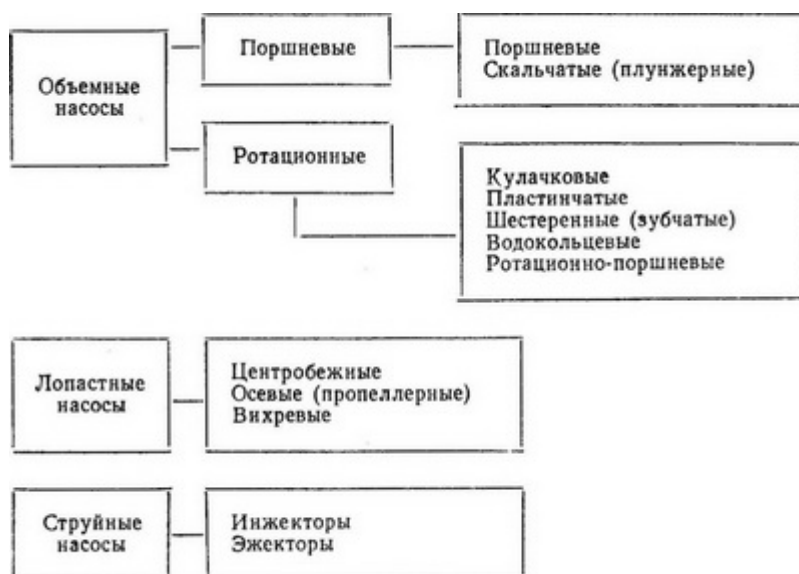 Объемные
насосы
Поршневые
Поршневые
Скальчатые (плунжерные)
Ротационные
Кулачковые
Пластинчатые
Шестеренные (зубчатые)
Водокольцевые
Ротационно-поршневые
Лопастные
насосы
Центробежные
Осевые (пропеллерные)
Вихревые
Струйные
насосы
Инжекторы
Эжекторы